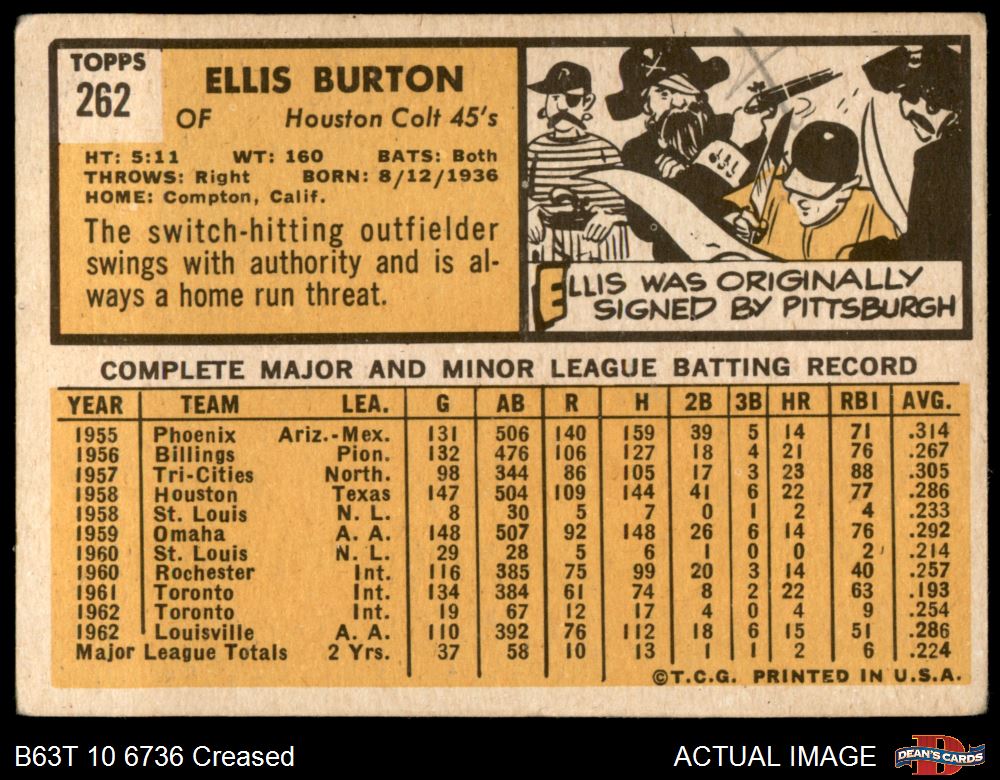 TOPPS
262
ELLIS BURTON
OF Houston Colt 45's
HT: 5:11 WT: 160 BATS: Both
THROWS: Right BORN: 8/12/1936
HOME: Compton, Calif.
The switch-hitting outfielder
swings with authority and is al-
ways a home run threat.
ELLIS WAS ORIGINALLY
SIGNED BY PITTSBURGH
COMPLETE MAJOR AND MINOR LEAGUE BATTING RECORD
YEAR TEAM LEA. G AB R H 2B 3B HR RBI AVG.
1955 Phoenix Ariz.-Mex. 131 506 140 159 39 5 14 71 .314
1956 Billings Pion. 132 476 106 127 18 4 21 76 .267
1957 Tri-Cities North. 98 344 86 105 17 3 23 88 .305
1958 Houston Texas 147 504 109 144 41 6 22 77 .286
1958 St. Louis N. L. 8 30 5 7 0 1 2 4 .233
1959 Omaha A. A. 148 507 92 148 26 6 14 76 .292
1960 St. Louis N. L. 29 28 5 6 1 0 0 2 .214
1960 Rochester Int. 116 385 75 99 20 3 14 40 .257
1961 Toronto Int. 134 384 61 74 8 2 22 63 .193
1962 Toronto Int. 19 67 12 17 4 0 4 9 .254
1962 Louisville A. A. 110 392 76 112 18 6 15 51 .286
Major League Totals 2 Yrs. 37 58 10 13 1 1 2 6 .224
©T.C.G. PRINTED IN U.S.A.
B63T 10 6736 Creased ACTUAL IMAGE DEAN'S CARDS